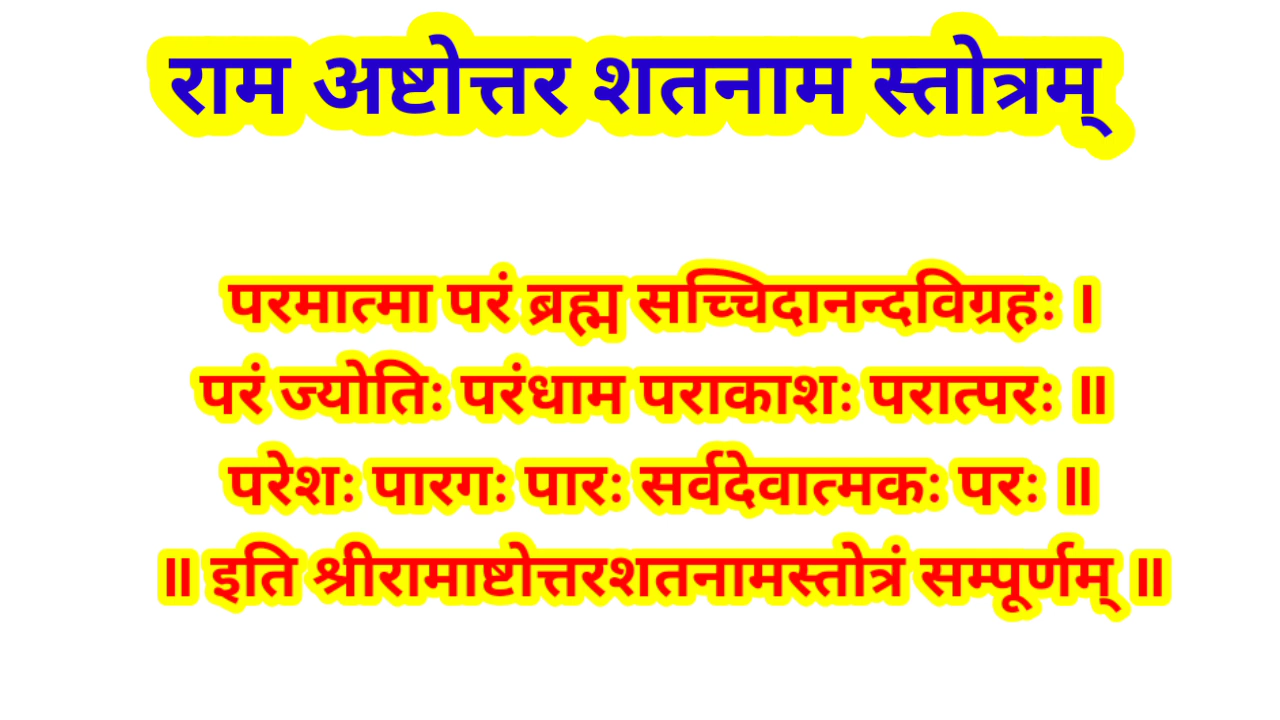 राम अष्टोत्तर शतनाम स्तोत्रम्
परमात्मा परं ब्रह्म सच्चिदानन्दविग्रहः ।
परं ज्योतिः परंधाम पराकाशः परात्परः ॥
परेशः पारगः पारः सर्वदेवात्मकः परः ॥
॥ इति श्रीरामाष्टोत्तरशतनामस्तोत्रं सम्पूर्णम् ॥